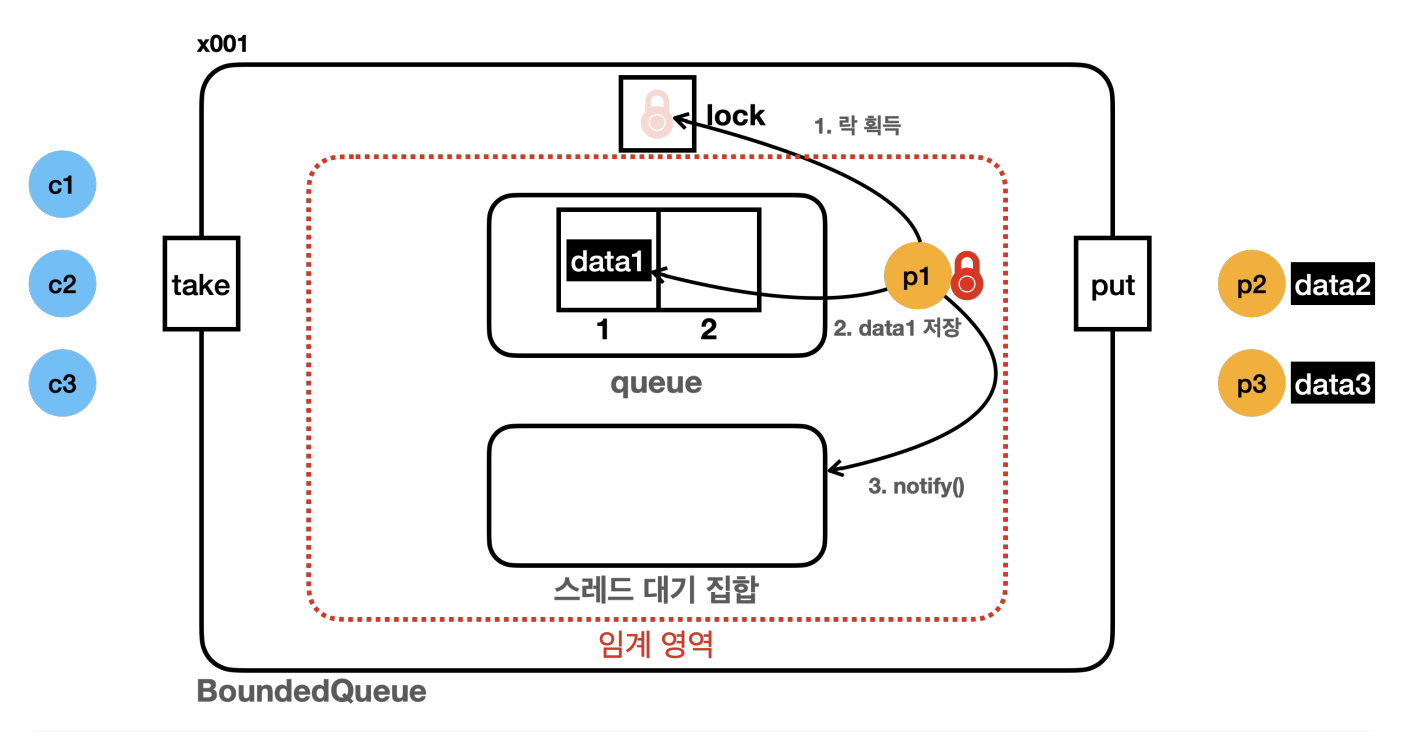 x001
lock
1. 락 획득
c1
c2
c3
take
data1
1
2
queue
p1
2. data1 저장
put
p2
data2
p3
data3
3. notify()
스레드 대기 집합
임계 영역
BoundedQueue